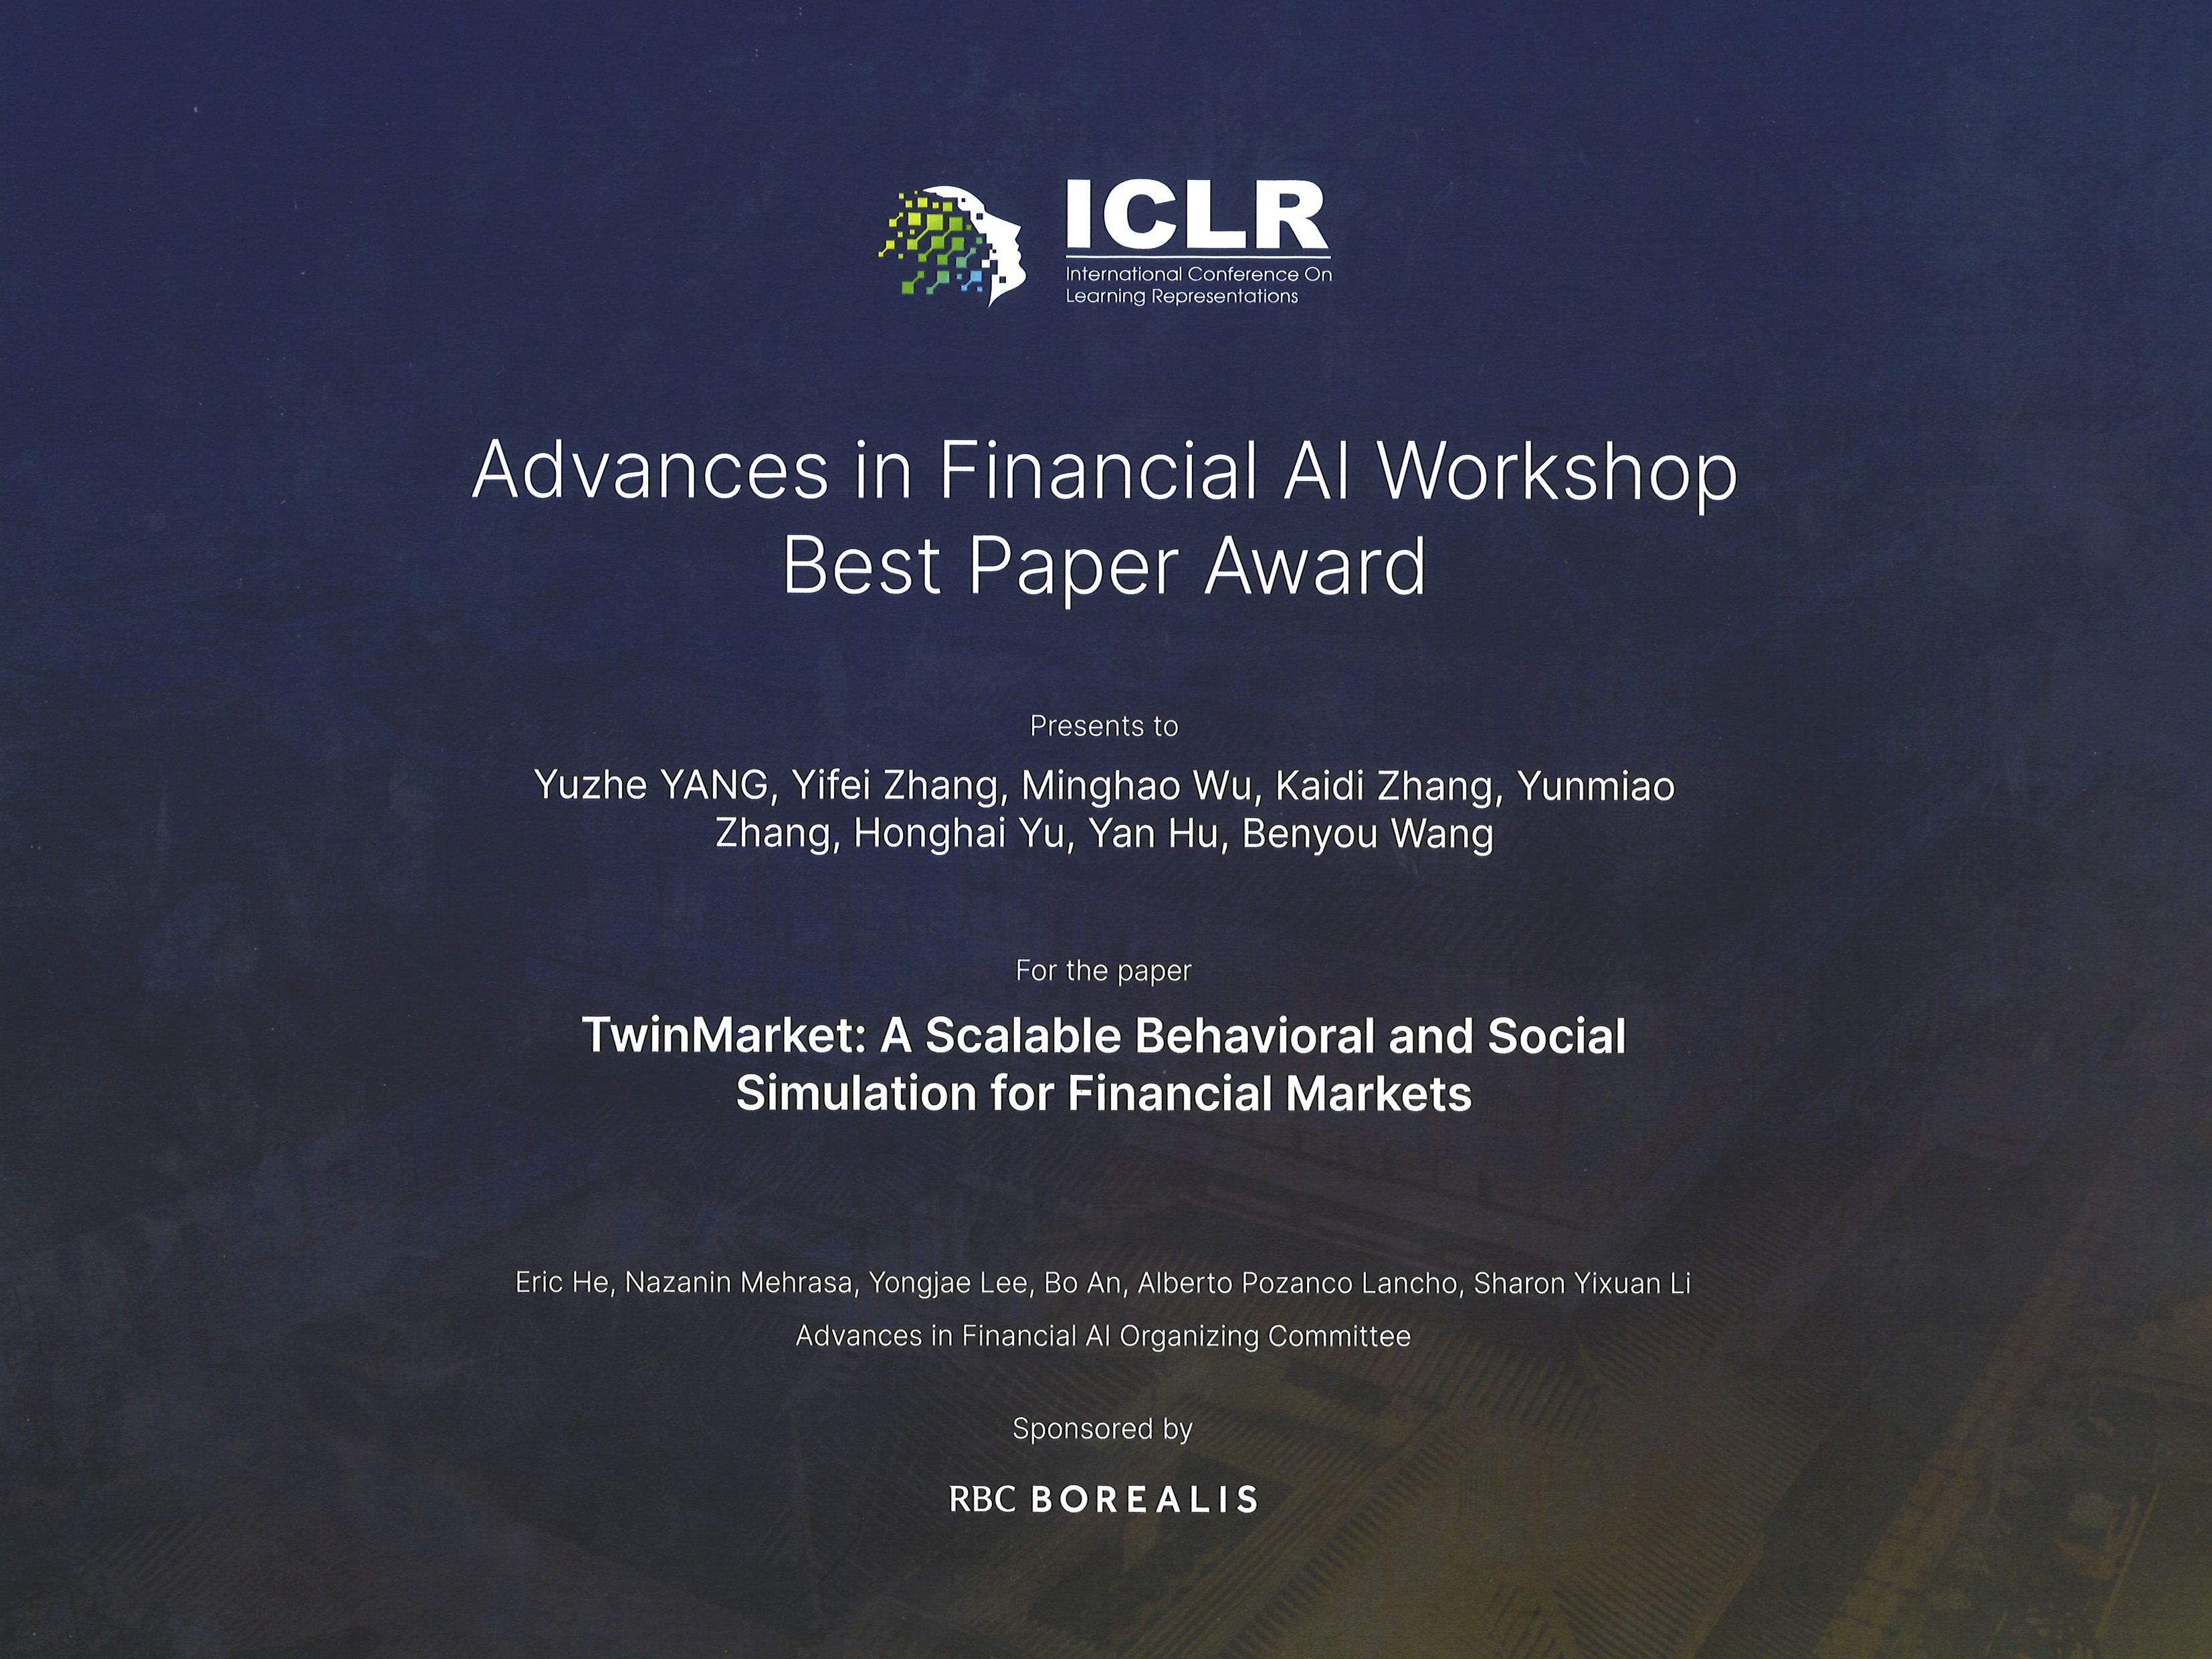 ICLR
International Conference On
Learning Representations
Advances in Financial AI Workshop
Best Paper Award
Presents to
Yuzhe YANG, Yifei Zhang, Minghao Wu, Kaidi Zhang, Yunmiao
Zhang, Honghai Yu, Yan Hu, Benyou Wang
For the paper
TwinMarket: A Scalable Behavioral and Social
Simulation for Financial Markets
Eric He, Nazanin Mehrasa, Yongjae Lee, Bo An, Alberto Pozanco Lancho, Sharon Yixuan Li
Advances in Financial AI Organizing Committee
Sponsored by
RBC BOREALIS